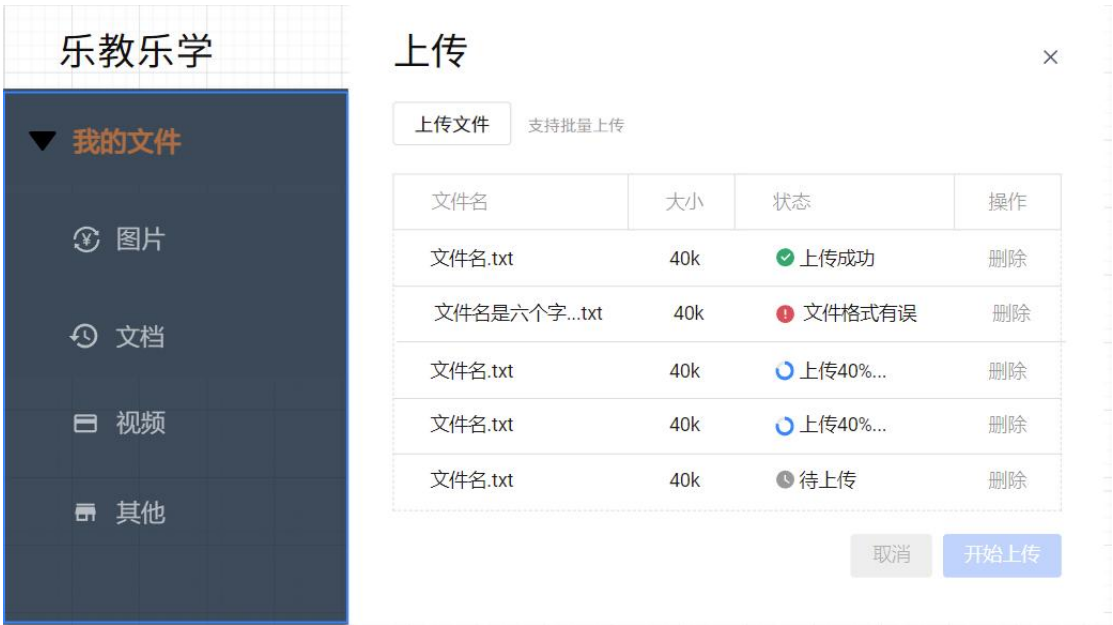 乐教乐学
我的文件
图片
文档
视频
其他
上传
上传文件 支持批量上传
文件名 大小 状态 操作
文件名.txt 40k 上传成功 删除
文件名是六个字...txt 40k 文件格式有误 删除
文件名.txt 40k 上传40%... 删除
文件名.txt 40k 上传40%... 删除
文件名.txt 40k 待上传 删除
取消 开始上传